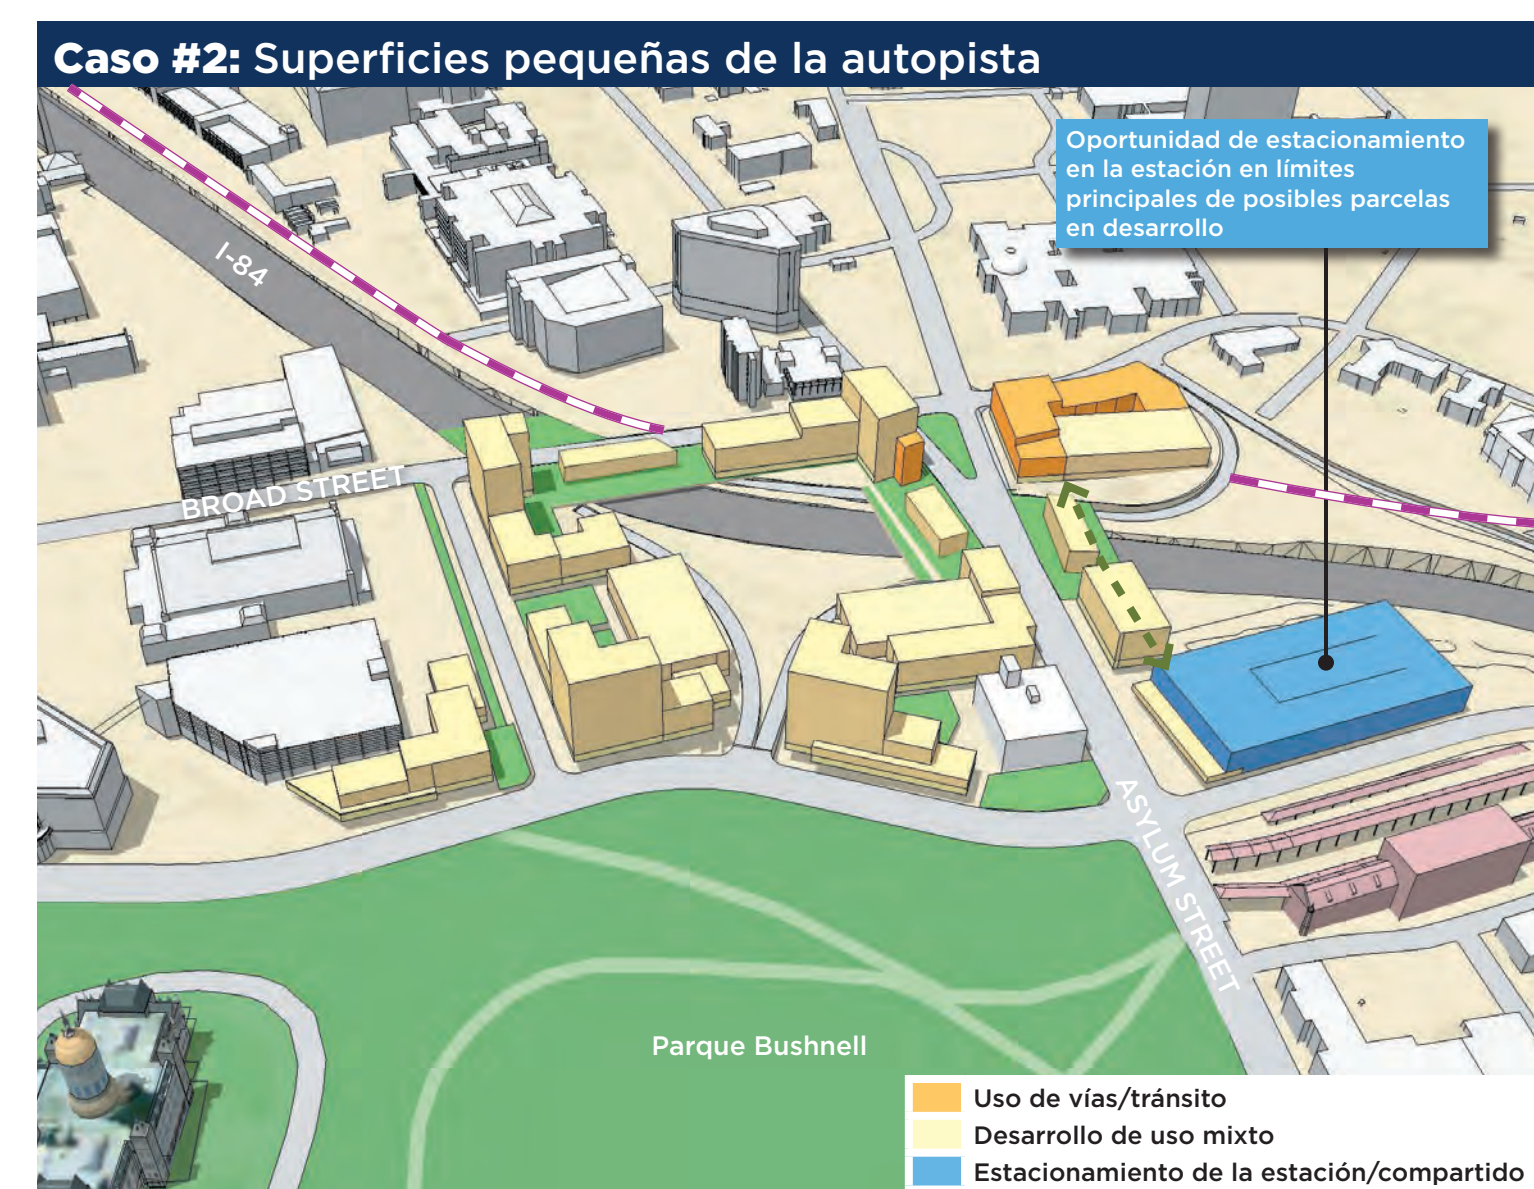 Caso #2: Superficies pequeñas de la autopista
Oportunidad de estacionamiento
en la estación en límites
principales de posibles parcelas
en desarrollo
I-84
BROAD STREET
ASYLUM STREET
Parque Bushnell
Uso de vías/tránsito
Desarrollo de uso mixto
Estacionamiento de la estación/compartido